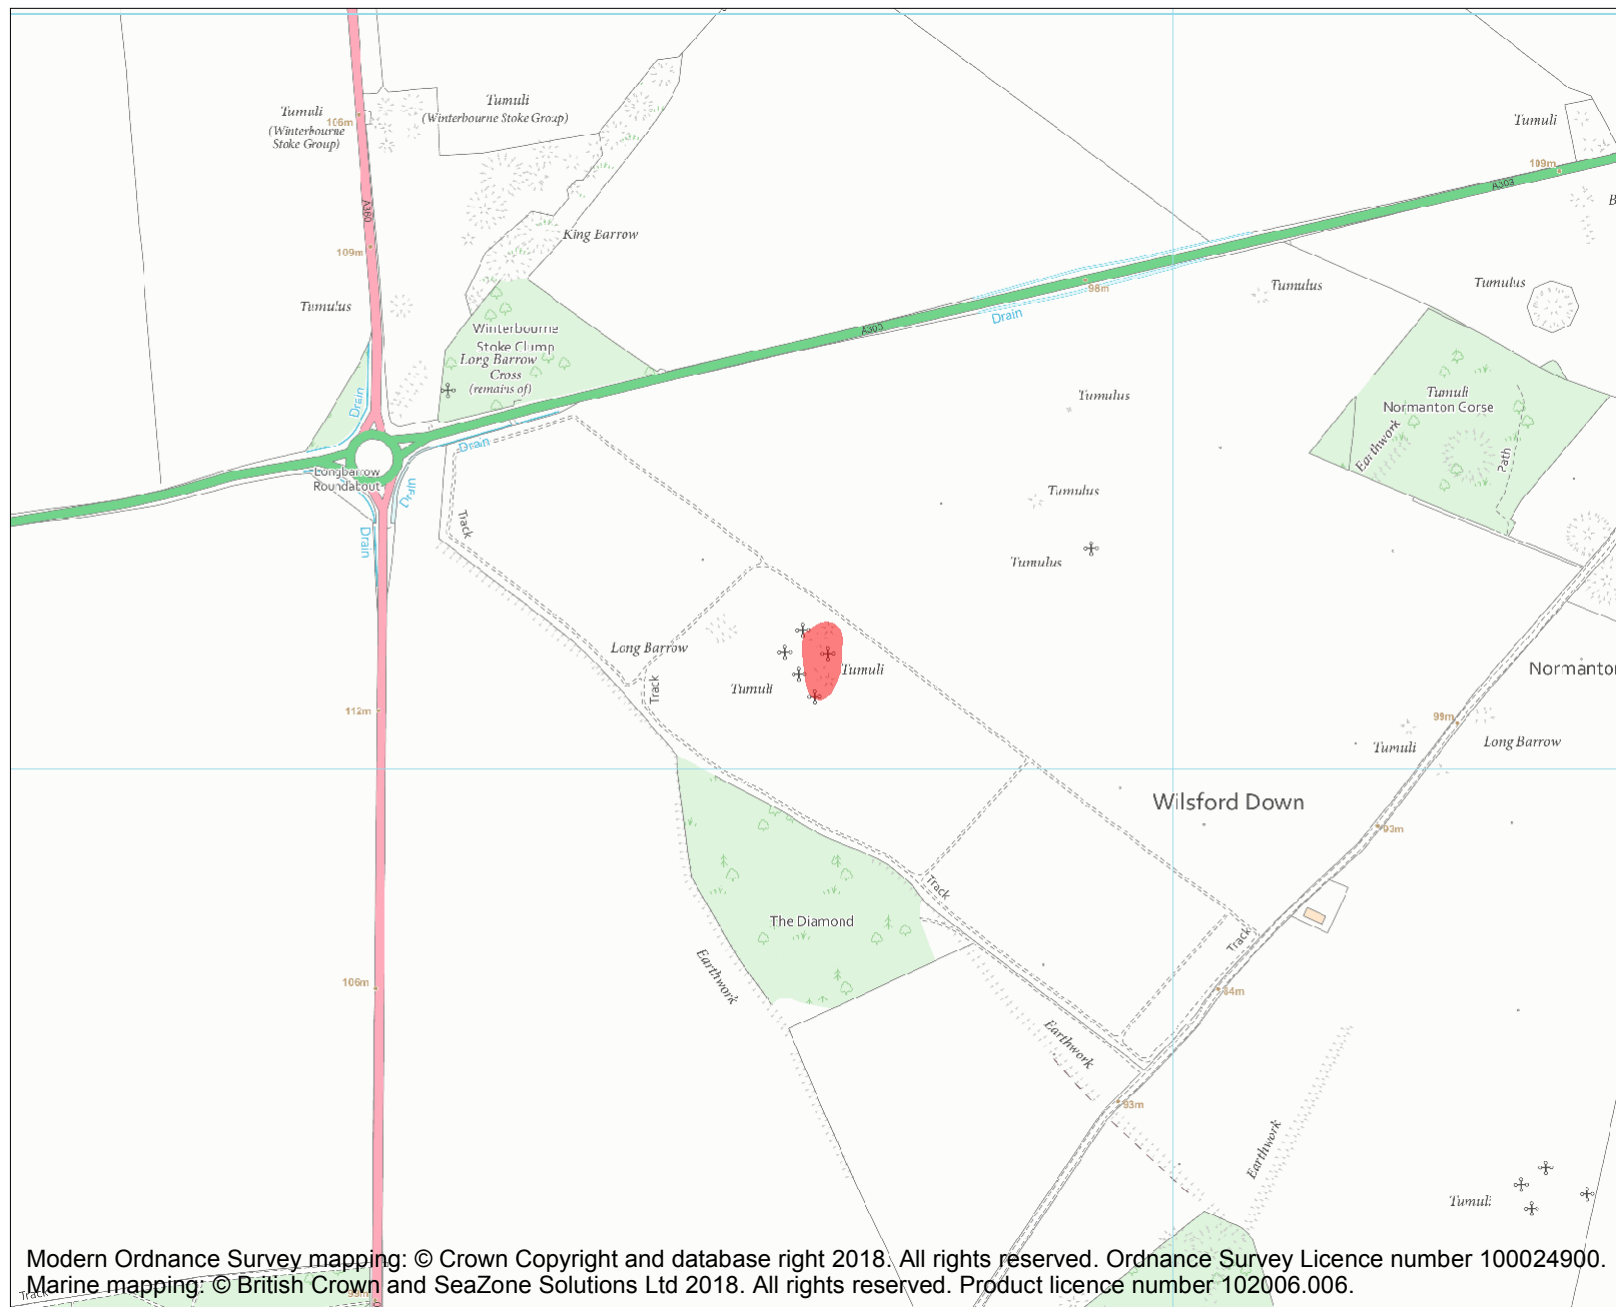 Tumuli
(Winterbourne
Stoke Group)
106m
Tumuli
(Winterbourne Stoke Group)
Tumuli
109m
A303
A360
King Barrow
109m
Tumulus
Tumulus
Tumulus
98m
Drain
A303
Winterbourne
Stoke Clump
Long Barrow
Cross
(remains of)
Drain
Drain
Longbarrow
Roundabout
Drain
Drain
Track
Tumulus
Tumuli
Normanton Gorse
Earthwork
Path
Tumulus
Tumulus
Long Barrow
Track
Tumuli
Tumuli
Normanton
112m
99m
Tumuli
Long Barrow
Wilsford Down
93m
Track
The Diamond
Track
Earthwork
106m
84m
Earthwork
93m
Earthwork
Tumuli
Modern Ordnance Survey mapping: © Crown Copyright and database right 2018. All rights reserved. Ordnance Survey Licence number 100024900.
Marine mapping: © British Crown and SeaZone Solutions Ltd 2018. All rights reserved. Product licence number 102006.006.
Track